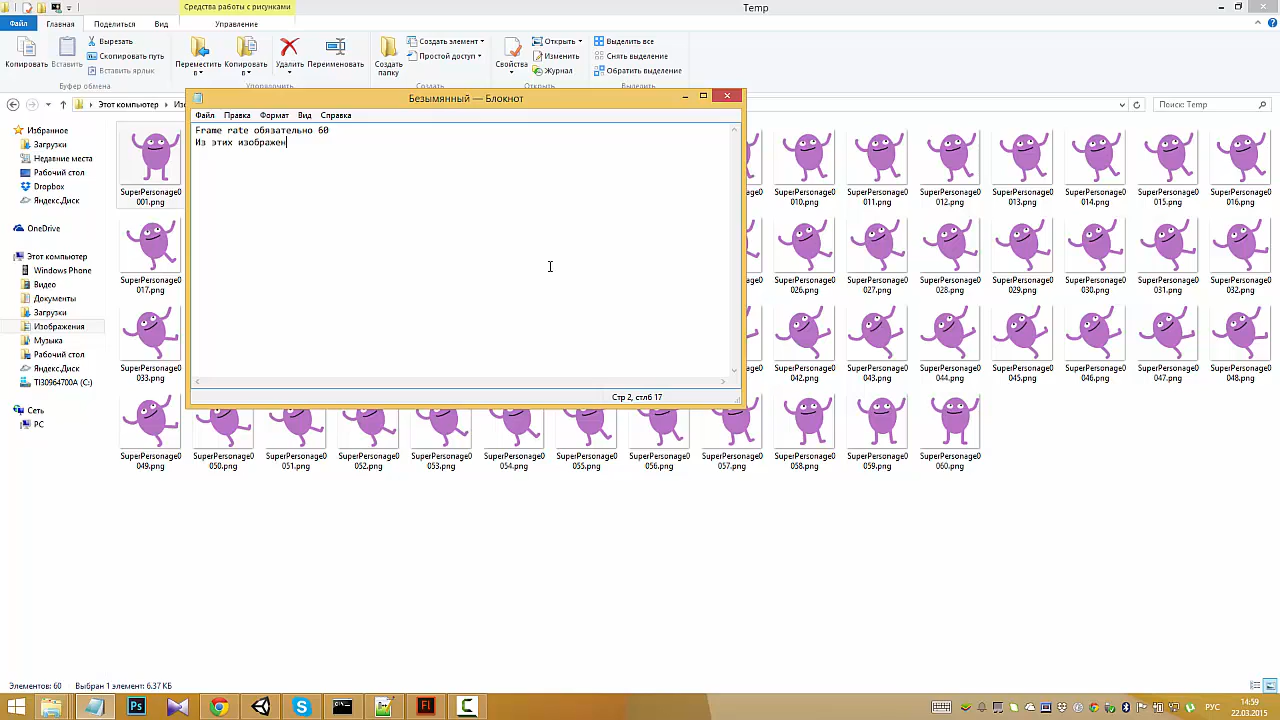 Средства работы с рисунками
Temp
Файл
Главная
Поделиться
Вид
Управление
Копировать
Вставить
Вырезать
Скопировать путь
Вставить ярлык
Буфер обмена
Переместить в
Копировать в
Удалить
Переименовать
Упорядочить
Создать папку
Создать элемент
Простой доступ
Создать
Свойства
Открыть
Изменить
Журнал
Открыть
Выделить все
Снять выделение
Обратить выделение
Выделить
Этот компьютер
Поиск: Temp
Безымянный — Блокнот
Файл Правка Формат Вид Справка
Frame rate обязательно 60
Из этих изображен
Стр 2, стлб 17
Избранное
Загрузки
Недавние места
Рабочий стол
Dropbox
Яндекс.Диск
OneDrive
Этот компьютер
Windows Phone
Видео
Документы
Загрузки
Изображения
Музыка
Рабочий стол
Яндекс.Диск
TI30964700A (C:)
Сеть
PC
SuperPersonage0001.png
SuperPersonage0010.png
SuperPersonage0011.png
SuperPersonage0012.png
SuperPersonage0013.png
SuperPersonage0014.png
SuperPersonage0015.png
SuperPersonage0016.png
SuperPersonage0017.png
SuperPersonage0026.png
SuperPersonage0027.png
SuperPersonage0028.png
SuperPersonage0029.png
SuperPersonage0030.png
SuperPersonage0031.png
SuperPersonage0032.png
SuperPersonage0033.png
SuperPersonage0042.png
SuperPersonage0043.png
SuperPersonage0044.png
SuperPersonage0045.png
SuperPersonage0046.png
SuperPersonage0047.png
SuperPersonage0048.png
SuperPersonage0049.png
SuperPersonage0050.png
SuperPersonage0051.png
SuperPersonage0052.png
SuperPersonage0053.png
SuperPersonage0054.png
SuperPersonage0055.png
SuperPersonage0056.png
SuperPersonage0057.png
SuperPersonage0058.png
SuperPersonage0059.png
SuperPersonage0060.png
Элементов: 60
Выбран 1 элемент: 6.37 КБ
Ps
Fl
РУС
14:59
22.03.2015